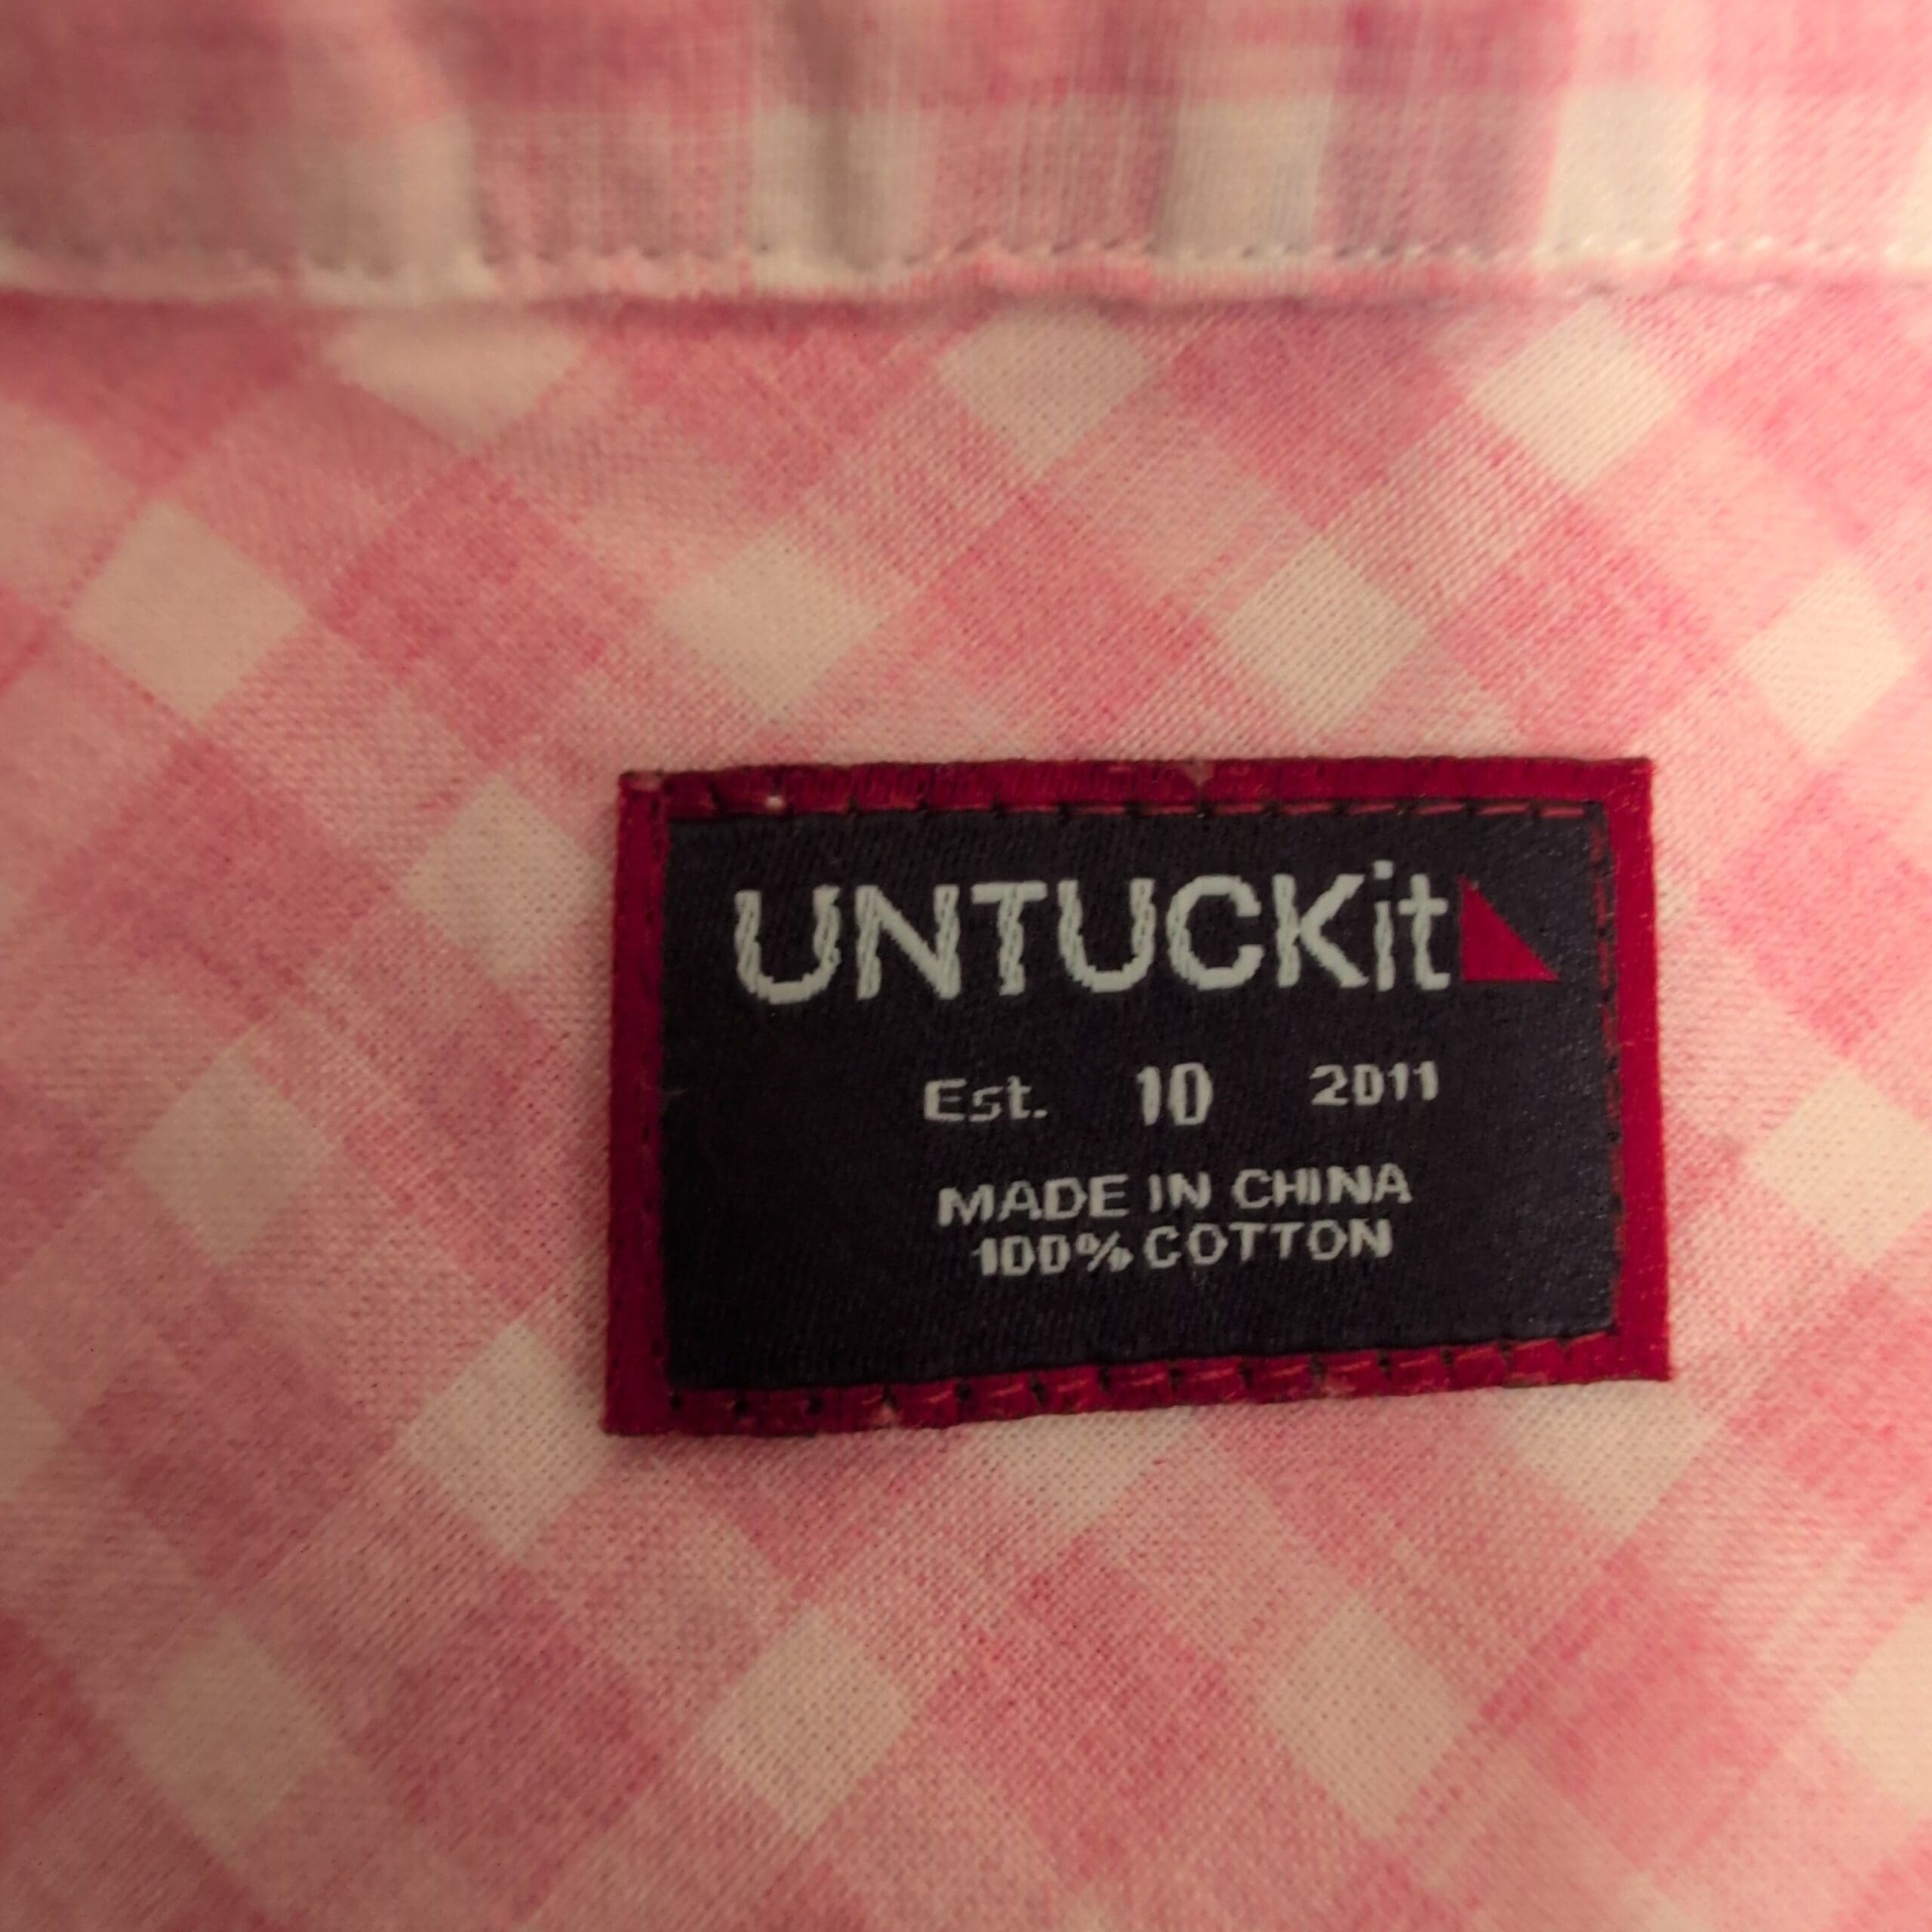 UNTUCKit
Est. 10 2011
MADE IN CHINA
100% COTTON